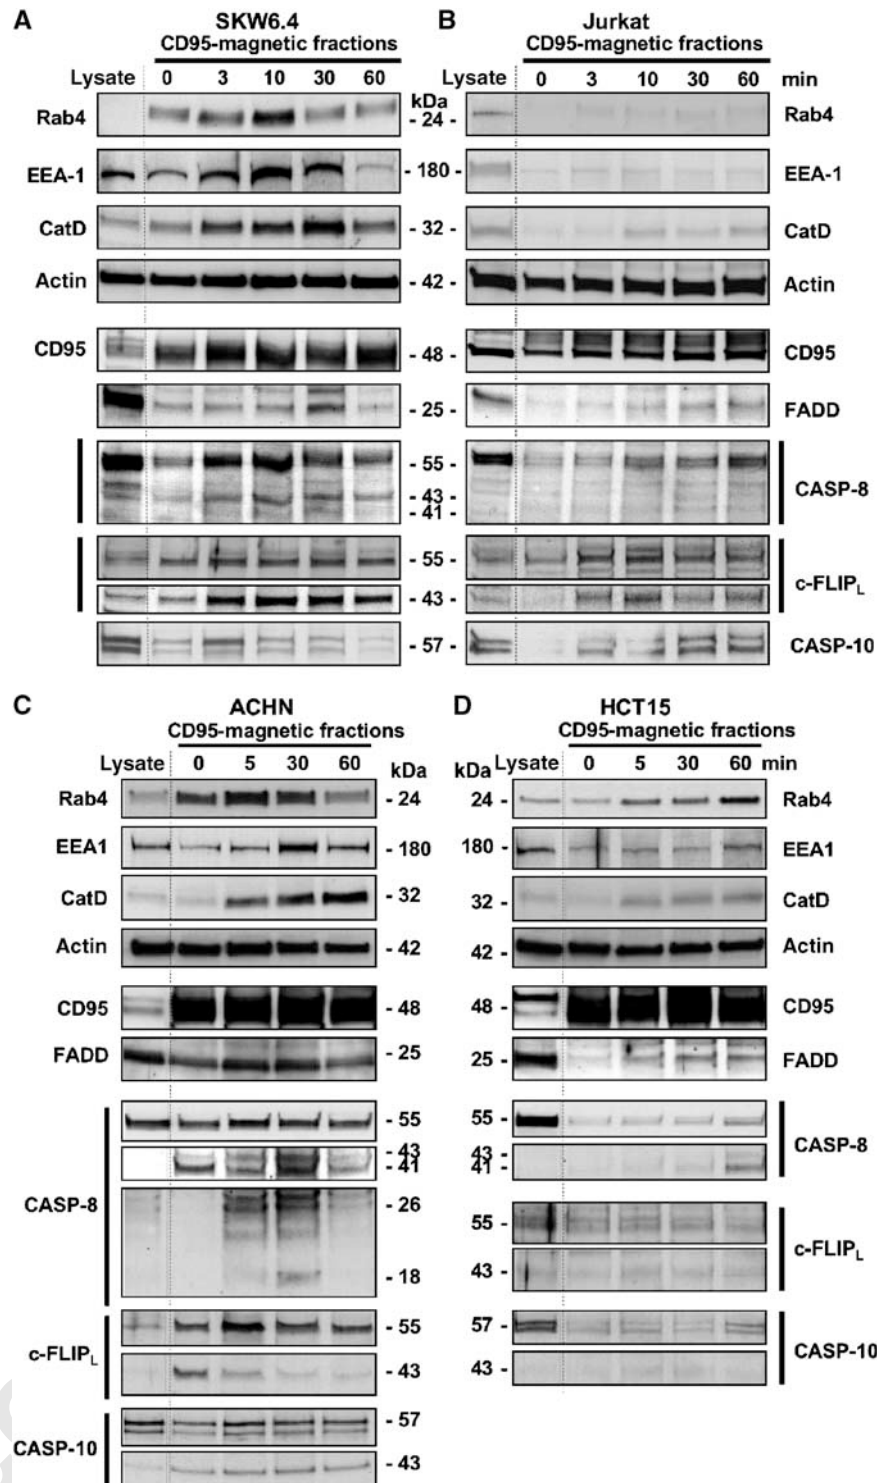 A SKW6.4
CD95-magnetic fractions
Lysate 0 3 10 30 60
kDa
Rab4 - 24 -
EEA-1 - 180 -
CatD - 32 -
Actin - 42 -
CD95 - 48 -
- 25 -
- 55 -
- 43 -
- 41 -
- 55 -
- 43 -
- 57 -
B Jurkat
CD95-magnetic fractions
Lysate 0 3 10 30 60 min
Rab4
EEA-1
CatD
Actin
CD95
FADD
CASP-8
c-FLIPL
CASP-10
C ACHN
CD95-magnetic fractions
Lysate 0 5 30 60 kDa
Rab4 - 24
EEA1 - 180
CatD - 32
Actin - 42
CD95 - 48
FADD - 25
CASP-8
- 55
- 43
- 41
- 26
- 18
c-FLIPL
- 55
- 43
CASP-10
- 57
- 43
D HCT15
CD95-magnetic fractions
kDa Lysate 0 5 30 60 min
24 - Rab4
180 - EEA1
32 - CatD
42 - Actin
48 - CD95
25 - FADD
55 -
43 -
41 -
CASP-8
55 -
43 -
c-FLIPL
57 -
43 -
CASP-10